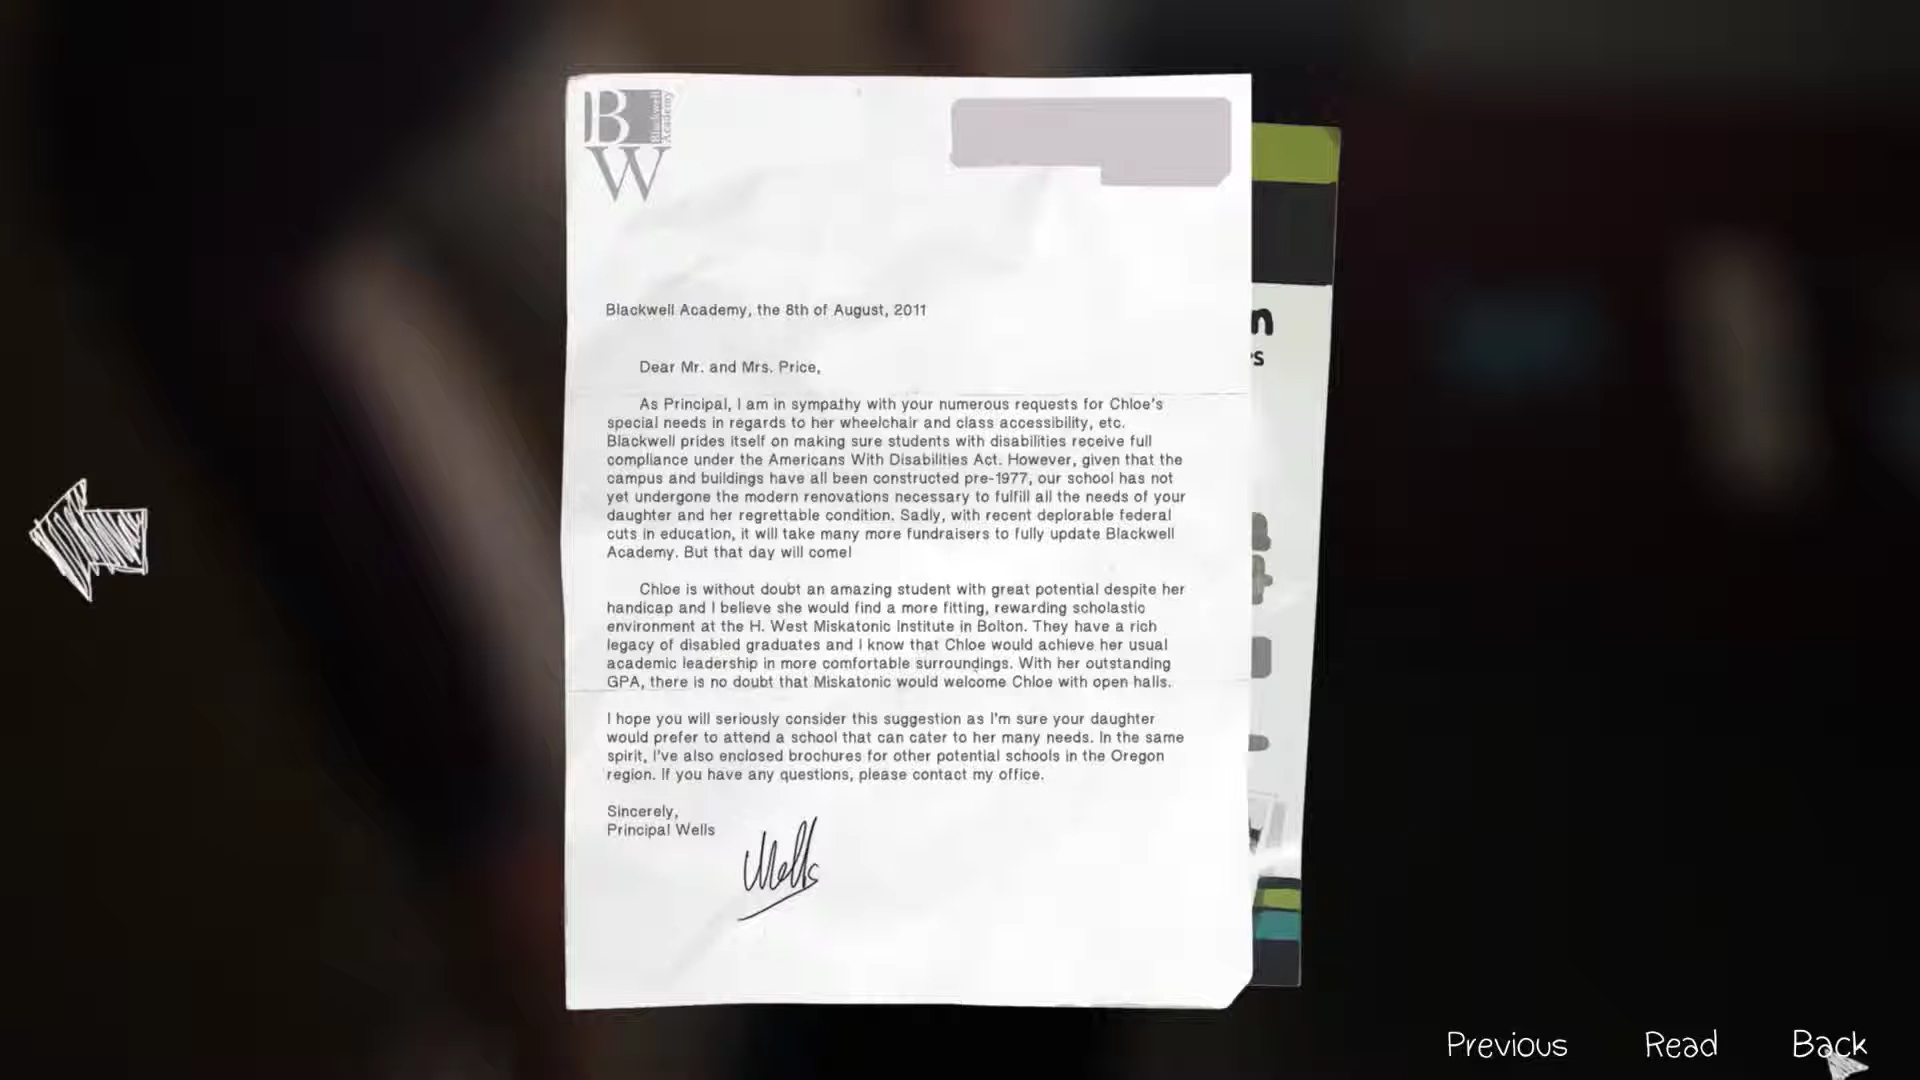 B
W
Blackwell
Academy
Blackwell Academy, the 8th of August, 2011
Dear Mr. and Mrs. Price,
As Principal, I am in sympathy with your numerous requests for Chloe's
special needs in regards to her wheelchair and class accessibility, etc.
Blackwell prides itself on making sure students with disabilities receive full
compliance under the Americans With Disabilities Act. However, given that the
campus and buildings have all been constructed pre-1977, our school has not
yet undergone the modern renovations necessary to fulfill all the needs of your
daughter and her regrettable condition. Sadly, with recent deplorable federal
cuts in education, it will take many more fundraisers to fully update Blackwell
Academy. But that day will come!
Chloe is without doubt an amazing student with great potential despite her
handicap and I believe she would find a more fitting, rewarding scholastic
environment at the H. West Miskatonic Institute in Bolton. They have a rich
legacy of disabled graduates and I know that Chloe would achieve her usual
academic leadership in more comfortable surroundings. With her outstanding
GPA, there is no doubt that Miskatonic would welcome Chloe with open halls.
I hope you will seriously consider this suggestion as I'm sure your daughter
would prefer to attend a school that can cater to her many needs. In the same
spirit, I've also enclosed brochures for other potential schools in the Oregon
region. If you have any questions, please contact my office.
Sincerely,
Principal Wells
Wells
n
Previous
Read
Back